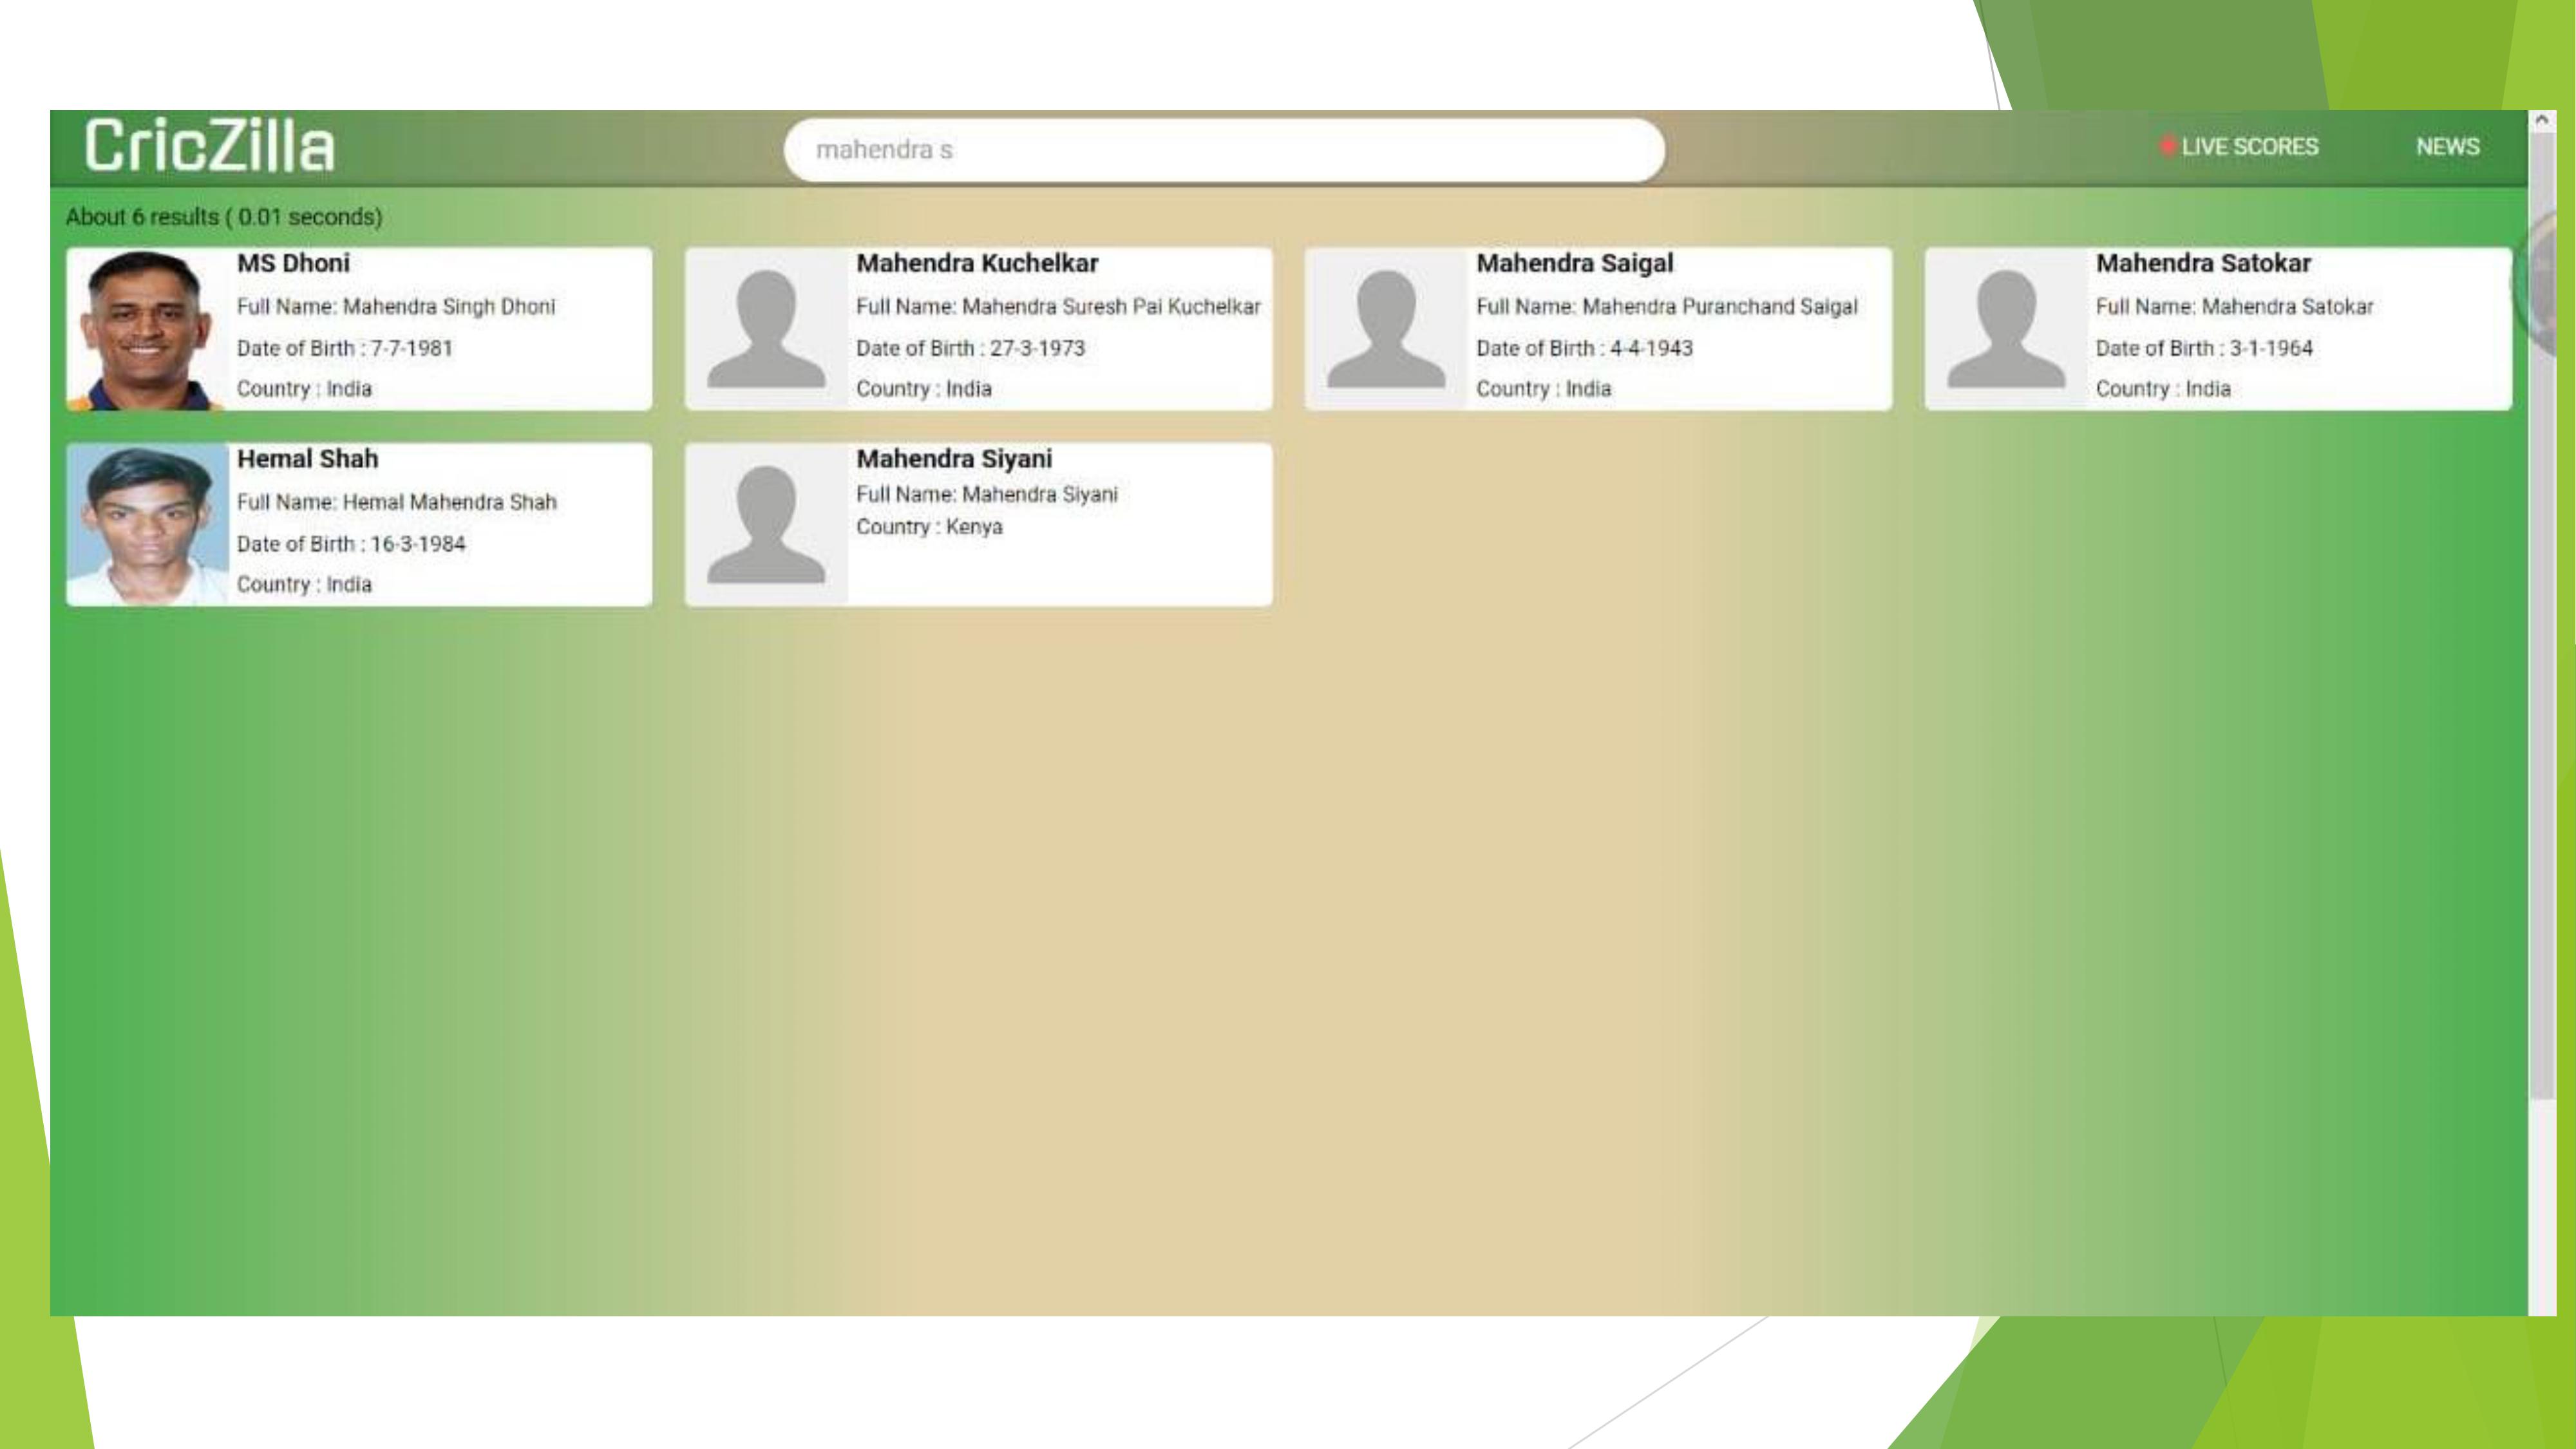 CricZilla
mahendra s
LIVE SCORES
NEWS
About 6 results ( 0.01 seconds)
MS Dhoni
Full Name: Mahendra Singh Dhoni
Date of Birth : 7-7-1981
Country : India
Mahendra Kuchelkar
Full Name: Mahendra Suresh Pai Kuchelkar
Date of Birth : 27-3-1973
Country : India
Mahendra Saigal
Full Name: Mahendra Puranchand Saigal
Date of Birth : 4-4-1943
Country : India
Mahendra Satokar
Full Name: Mahendra Satokar
Date of Birth : 3-1-1964
Country : India
Hemal Shah
Full Name: Hemal Mahendra Shah
Date of Birth : 16-3-1984
Country : India
Mahendra Siyani
Full Name: Mahendra Siyani
Country : Kenya